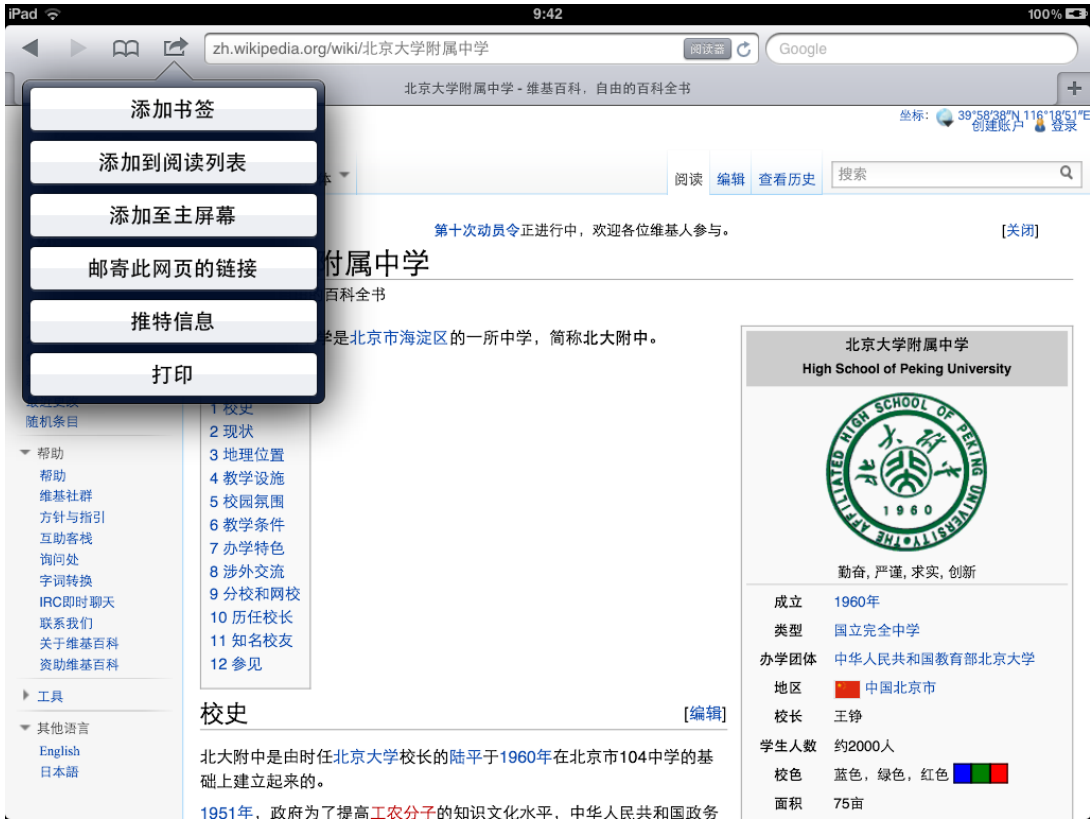 iPad 9:42 100%
zh.wikipedia.org/wiki/北京大学附属中学 阅读器 Google
北京大学附属中学 - 维基百科，自由的百科全书
添加书签
添加到阅读列表
添加至主屏幕
邮寄此网页的链接
推特信息
打印
坐标： 39°58′38″N 116°18′51″E
创建账户 登录
阅读 编辑 查看历史 搜索
第十次动员令正进行中，欢迎各位维基人参与。 [关闭]
附属中学
百科全书
学是北京市海淀区的一所中学，简称北大附中。
随机条目
帮助
帮助
维基社群
方针与指引
互助客栈
询问处
字词转换
IRC即时聊天
联系我们
关于维基百科
资助维基百科
工具
其他语言
English
日本語
1 校史
2 现状
3 地理位置
4 教学设施
5 校园氛围
6 教学条件
7 办学特色
8 涉外交流
9 分校和网校
10 历任校长
11 知名校友
12 参见
校史 [编辑]
北大附中是由时任北京大学校长的陆平于1960年在北京市104中学的基
础上建立起来的。
1951年，政府为了提高工农分子的知识文化水平，中华人民共和国政务
北京大学附属中学
High School of Peking University
THE AFFILIATED HIGH SCHOOL OF PEKING UNIVERSITY
北大附中
1960
勤奋, 严谨, 求实, 创新
成立 1960年
类型 国立完全中学
办学团体 中华人民共和国教育部北京大学
地区 中国北京市
校长 王铮
学生人数 约2000人
校色 蓝色，绿色，红色
面积 75亩